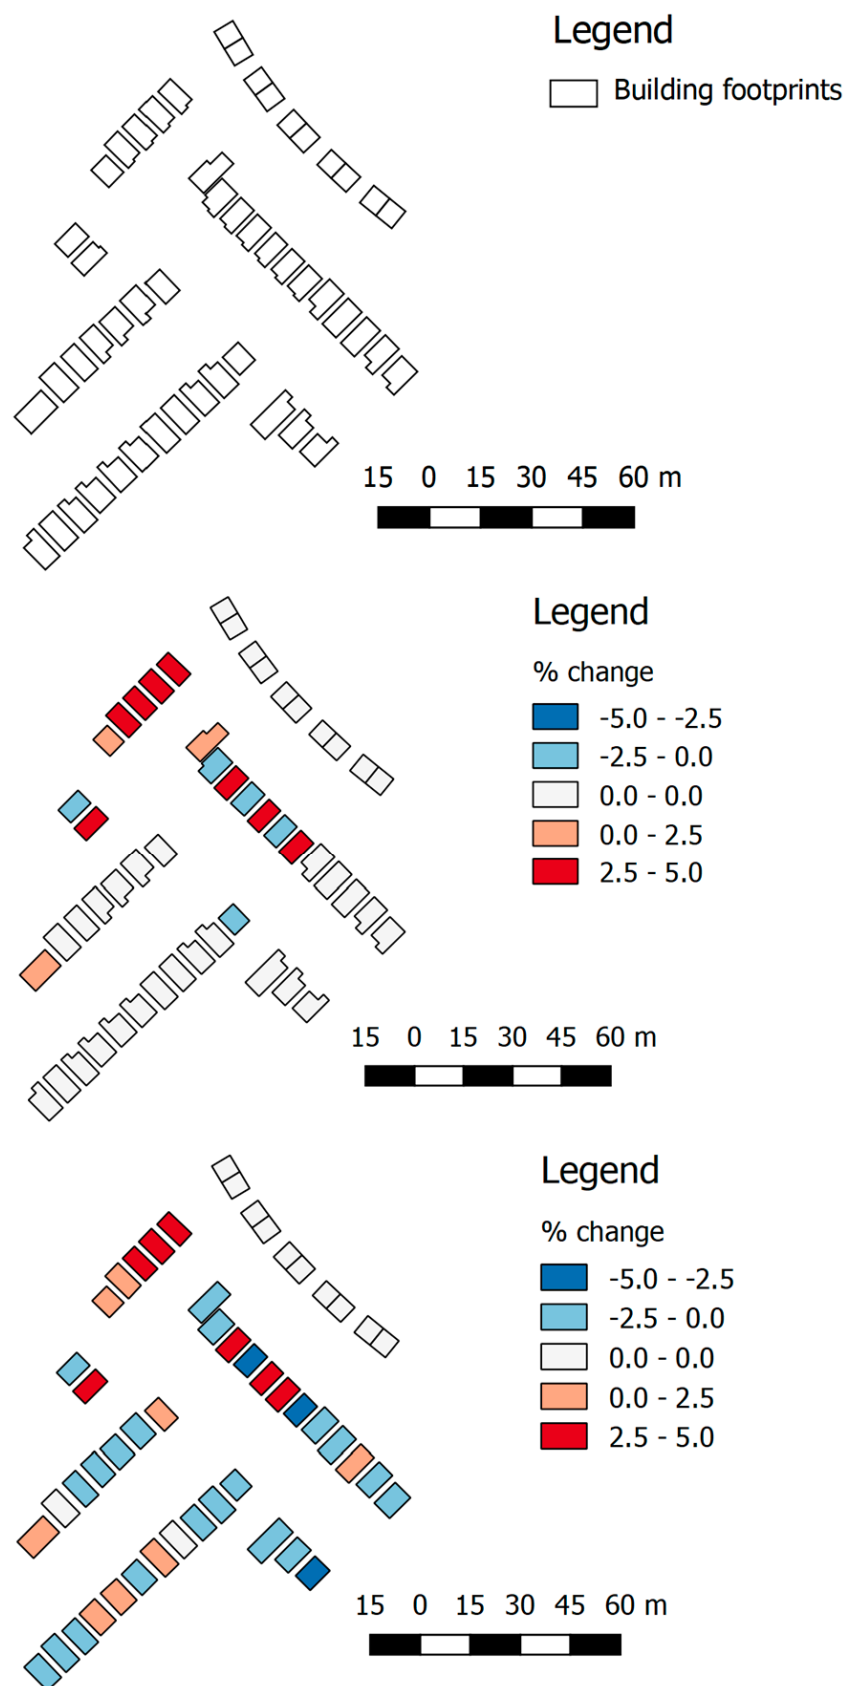 Legend
Building footprints
15 0 15 30 45 60 m
Legend
% change
-5.0 - -2.5
-2.5 - 0.0
0.0 - 0.0
0.0 - 2.5
2.5 - 5.0
15 0 15 30 45 60 m
Legend
% change
-5.0 - -2.5
-2.5 - 0.0
0.0 - 0.0
0.0 - 2.5
2.5 - 5.0
15 0 15 30 45 60 m